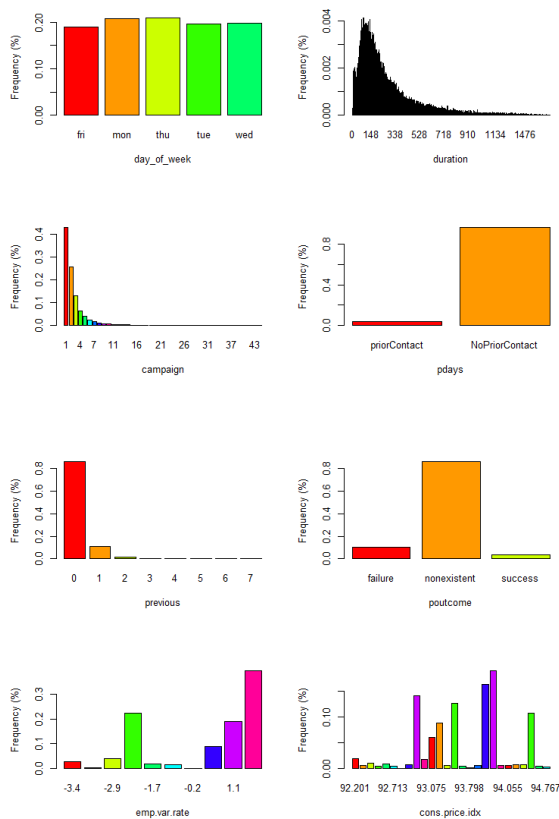 Frequency (%)
0.00 0.10 0.20
fri mon thu tue wed
day_of_week
Frequency (%)
0.000 0.002 0.004
0 148 338 528 718 910 1134 1476
duration
Frequency (%)
0.0 0.1 0.2 0.3 0.4
1 4 7 11 16 21 26 31 37 43
campaign
Frequency (%)
0.0 0.4 0.8
priorContact NoPriorContact
pdays
Frequency (%)
0.0 0.2 0.4 0.6 0.8
0 1 2 3 4 5 6 7
previous
Frequency (%)
0.0 0.2 0.4 0.6 0.8
failure nonexistent success
poutcome
Frequency (%)
0.0 0.1 0.2 0.3
-3.4 -2.9 -1.7 -0.2 1.1
emp.var.rate
Frequency (%)
0.00 0.10
92.201 92.713 93.075 93.798 94.055 94.767
cons.price.idx